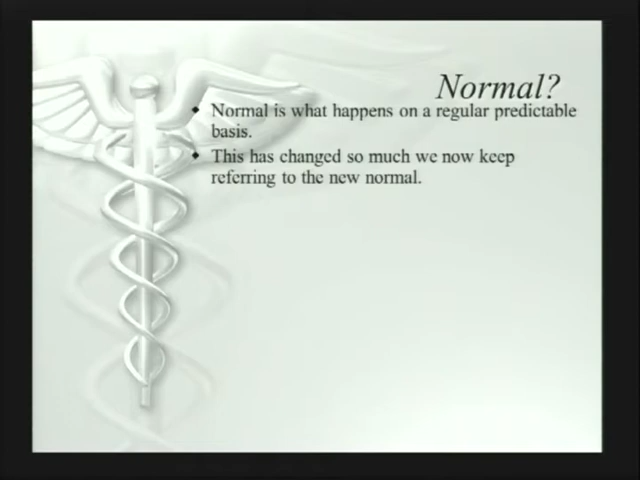 Normal?
Normal is what happens on a regular predictable
basis.
This has changed so much we now keep
referring to the new normal.